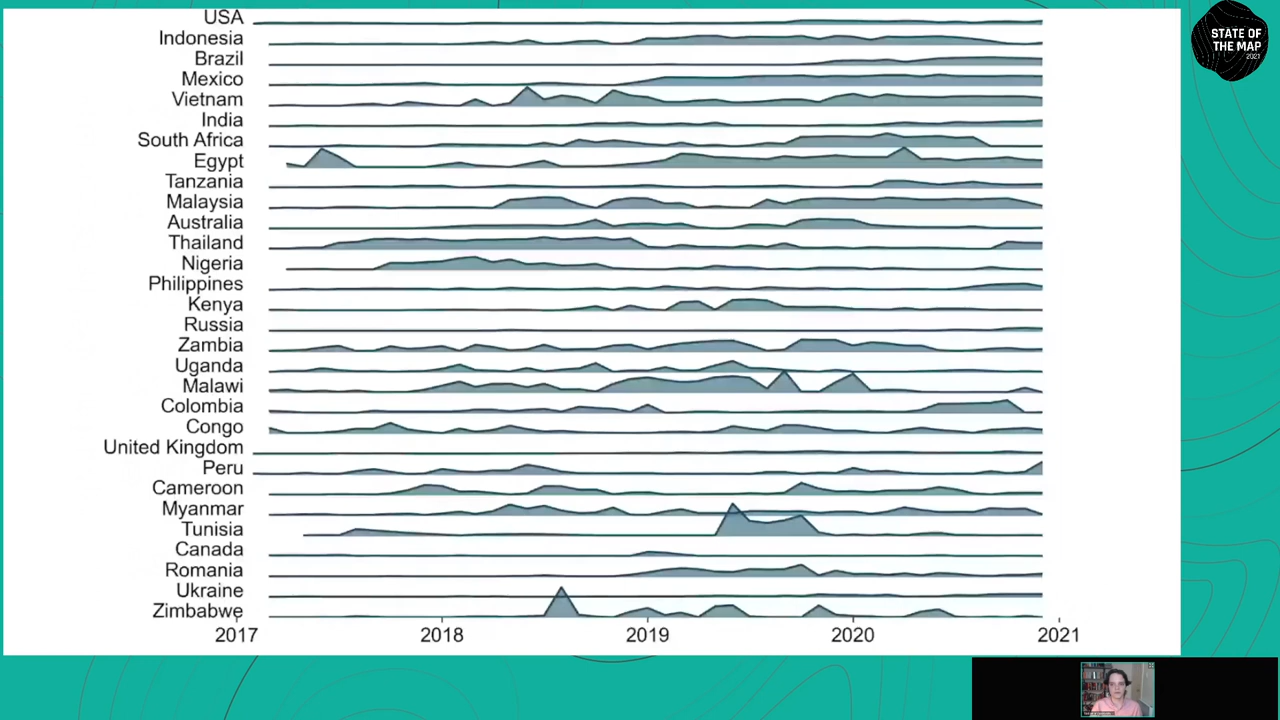 USA
Indonesia
Brazil
Mexico
Vietnam
India
South Africa
Egypt
Tanzania
Malaysia
Australia
Thailand
Nigeria
Philippines
Kenya
Russia
Zambia
Uganda
Malawi
Colombia
Congo
United Kingdom
Peru
Cameroon
Myanmar
Tunisia
Canada
Romania
Ukraine
Zimbabwe
2017 2018 2019 2020 2021
STATE OF
THE MAP
2021